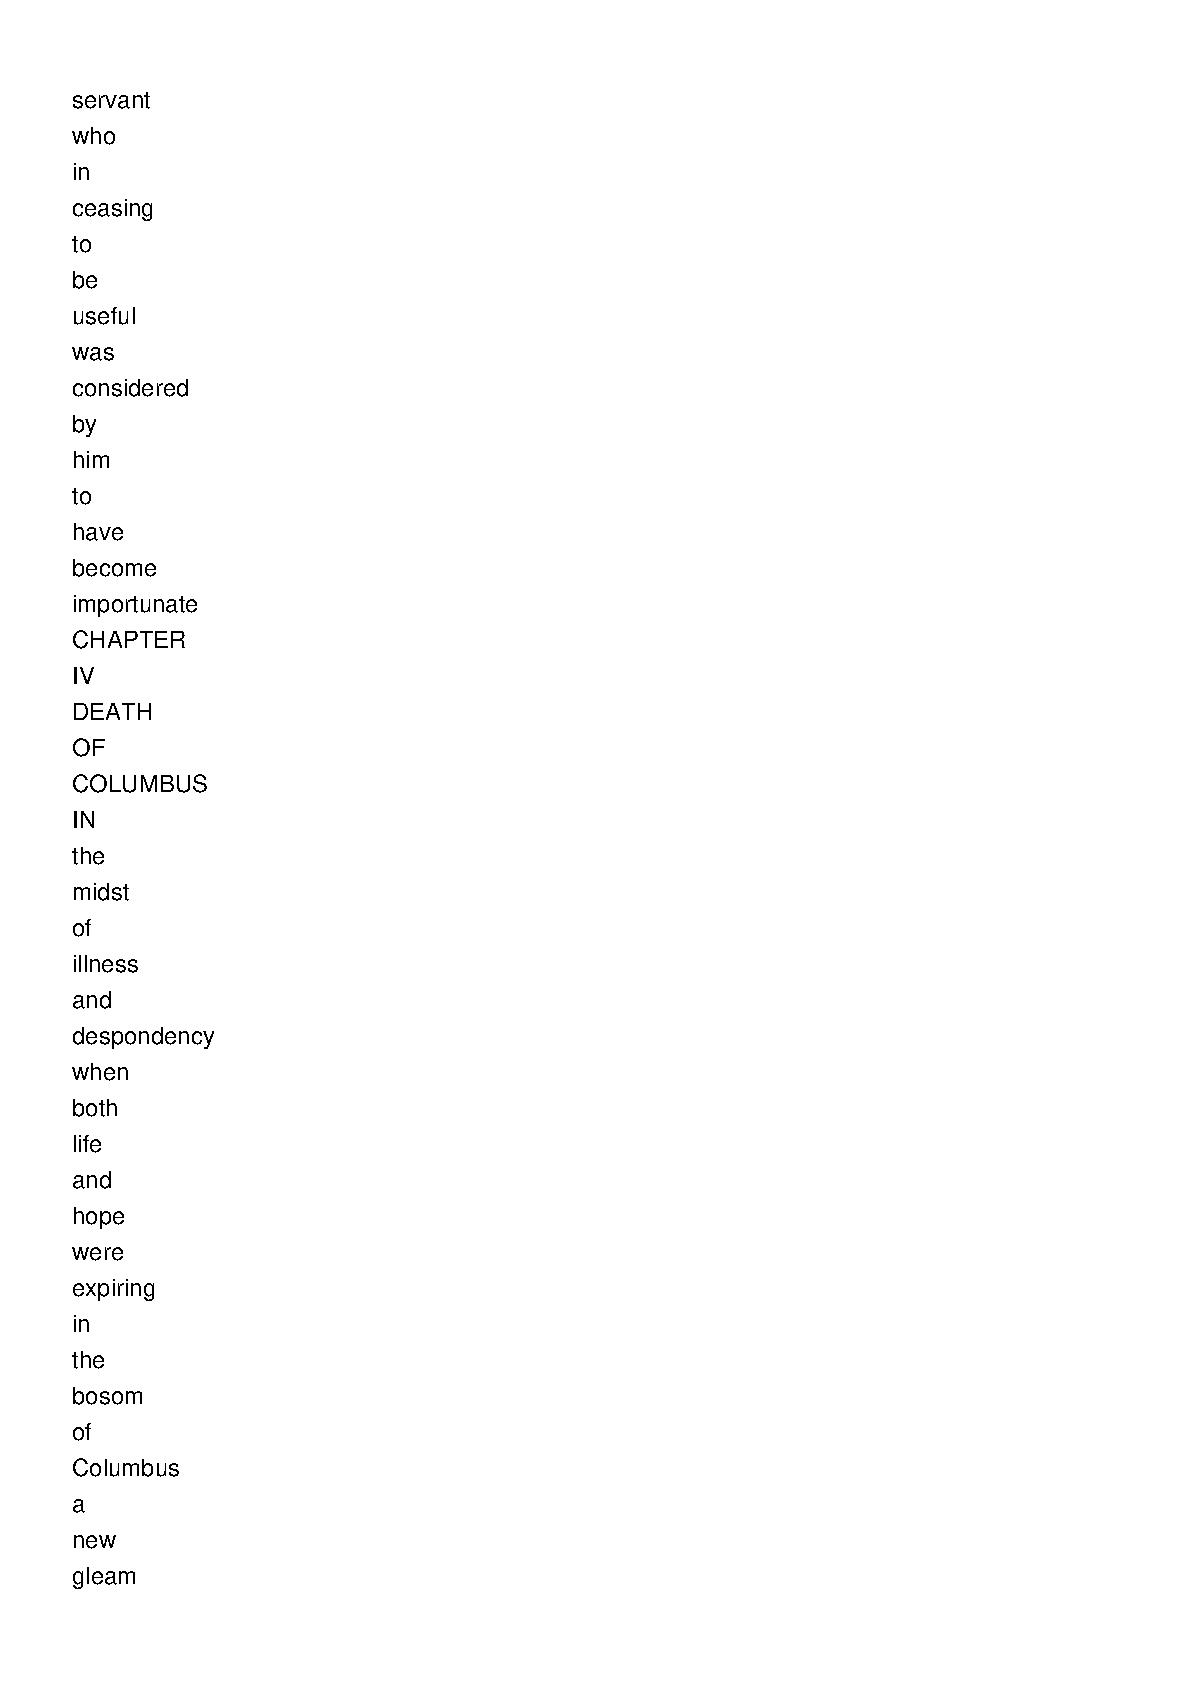 servant
who
in
ceasing
to
be
useful
was
considered
by
him
to
have
become
importunate
CHAPTER
IV
DEATH
OF
COLUMBUS
IN
the
midst
of
illness
and
despondency
when
both
life
and
hope
were
expiring
in
the
bosom
of
Columbus
a
new
gleam